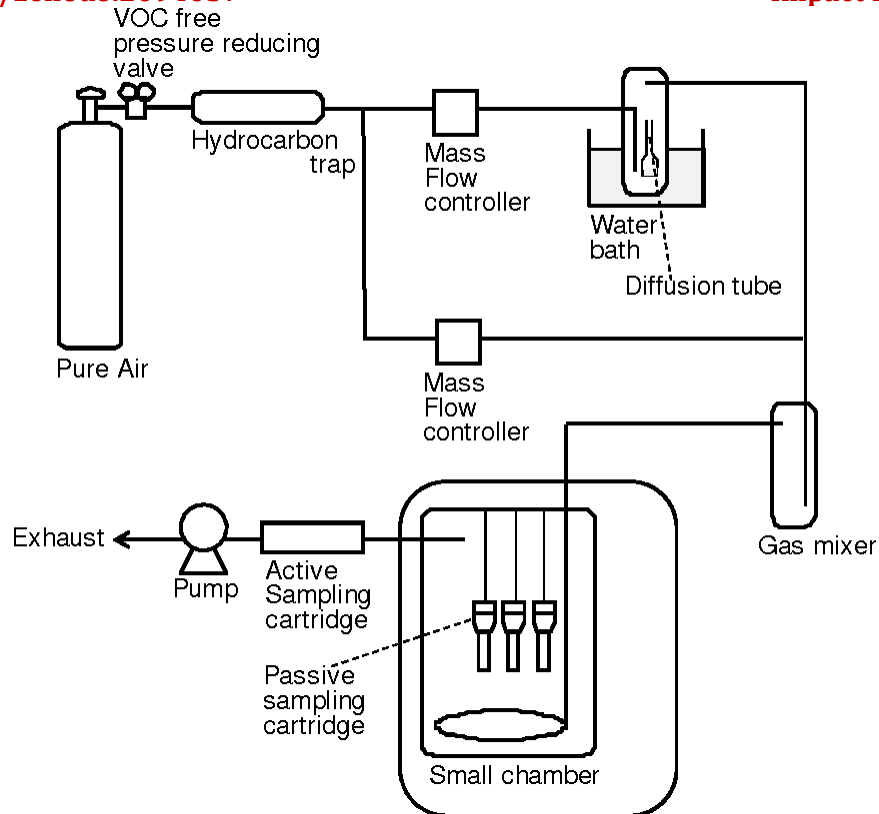 VOC free
pressure reducing
valve
Hydrocarbon
trap
Mass
Flow
controller
Water
bath
Diffusion tube
Pure Air
Mass
Flow
controller
Gas mixer
Exhaust
Pump
Active
Sampling
cartridge
Passive
sampling
cartridge
Small chamber